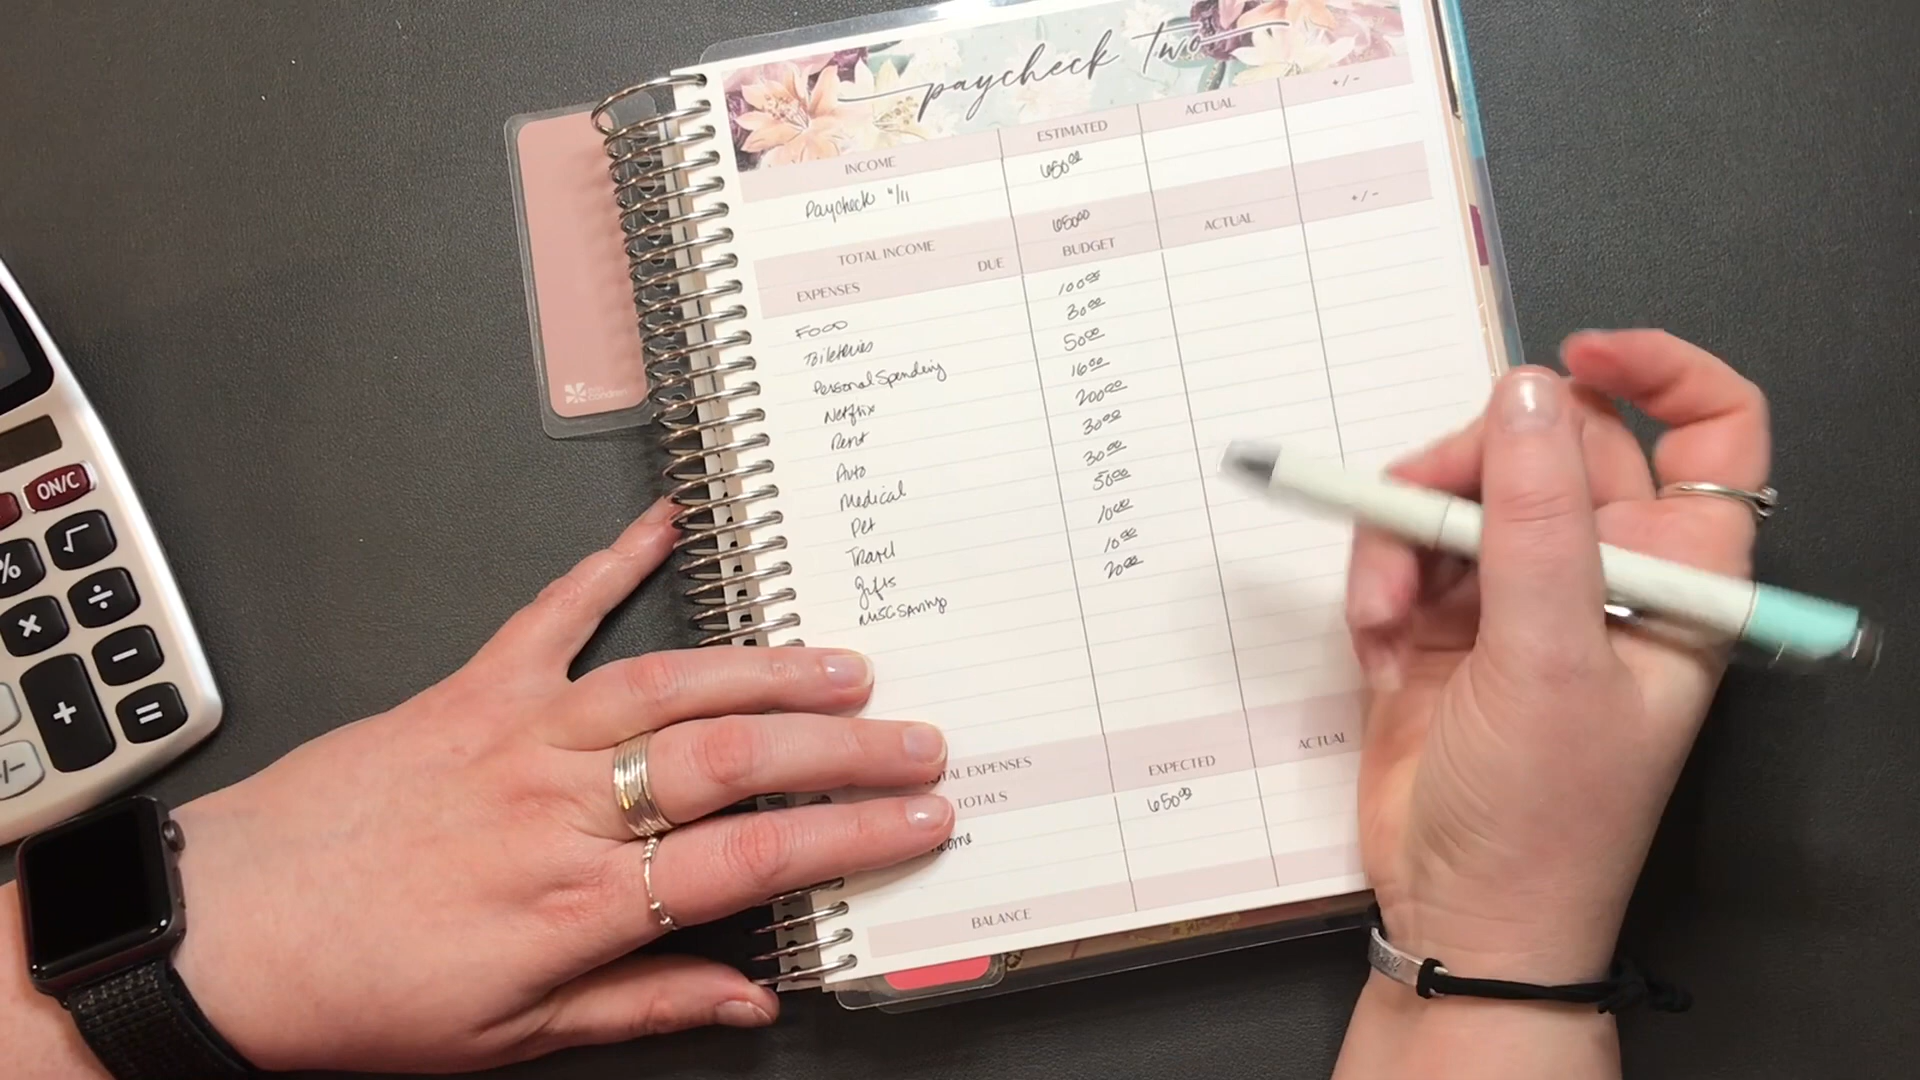 paycheck two
INCOME ESTIMATED ACTUAL +/-
Paycheck 4/11 650.00
TOTAL INCOME 650.00
EXPENSES DUE BUDGET ACTUAL +/-
FOOD 100.00
Toiletries 30.00
Personal Spending 50.00
Netflix 16.00
Rent 200.00
Auto 30.00
Medical 30.00
Pet 50.00
Travel 10.00
Gifts 10.00
MISC SAVINGS 20.00
TOTAL EXPENSES
TOTALS EXPECTED ACTUAL
650.00
BALANCE
erin condren
ON/C
% √
× ÷
−
+ =
+/−